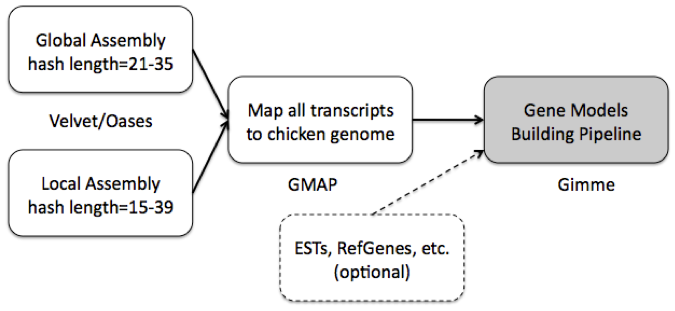 Global Assembly
hash length=21-35
Velvet/Oases
Local Assembly
hash length=15-39
Map all transcripts
to chicken genome
GMAP
ESTs, RefGenes, etc.
(optional)
Gene Models
Building Pipeline
Gimme